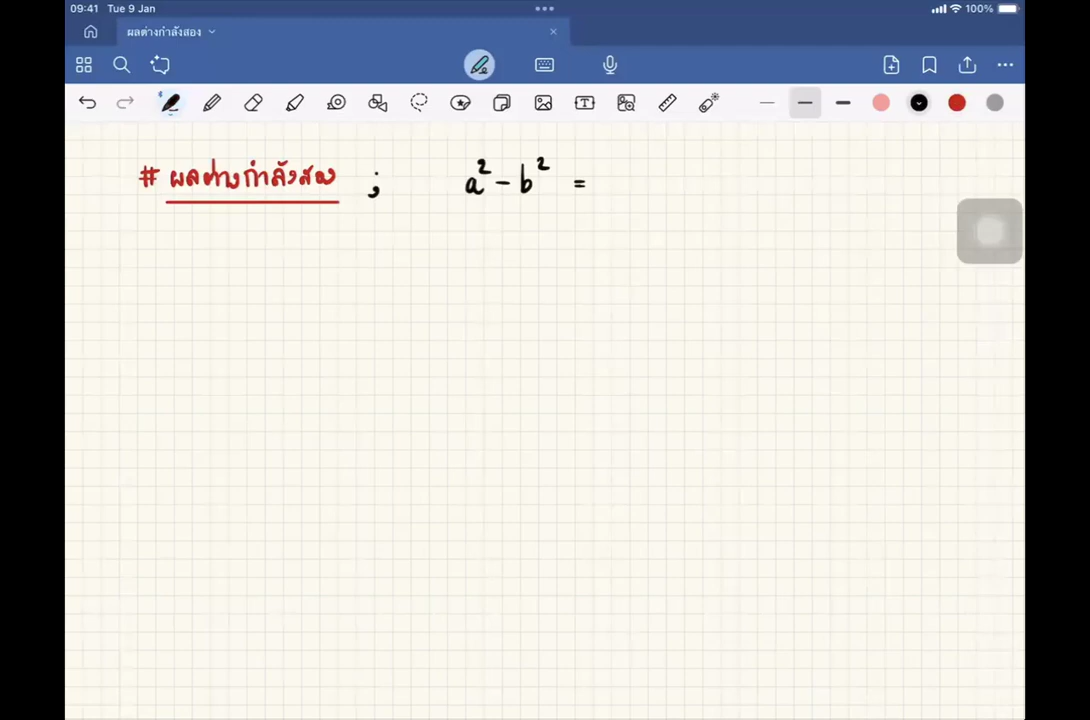 09:41 Tue 9 Jan
100%
ผลต่างกำลังสอง
# ผลต่างกำลังสอง ; a² - b² =